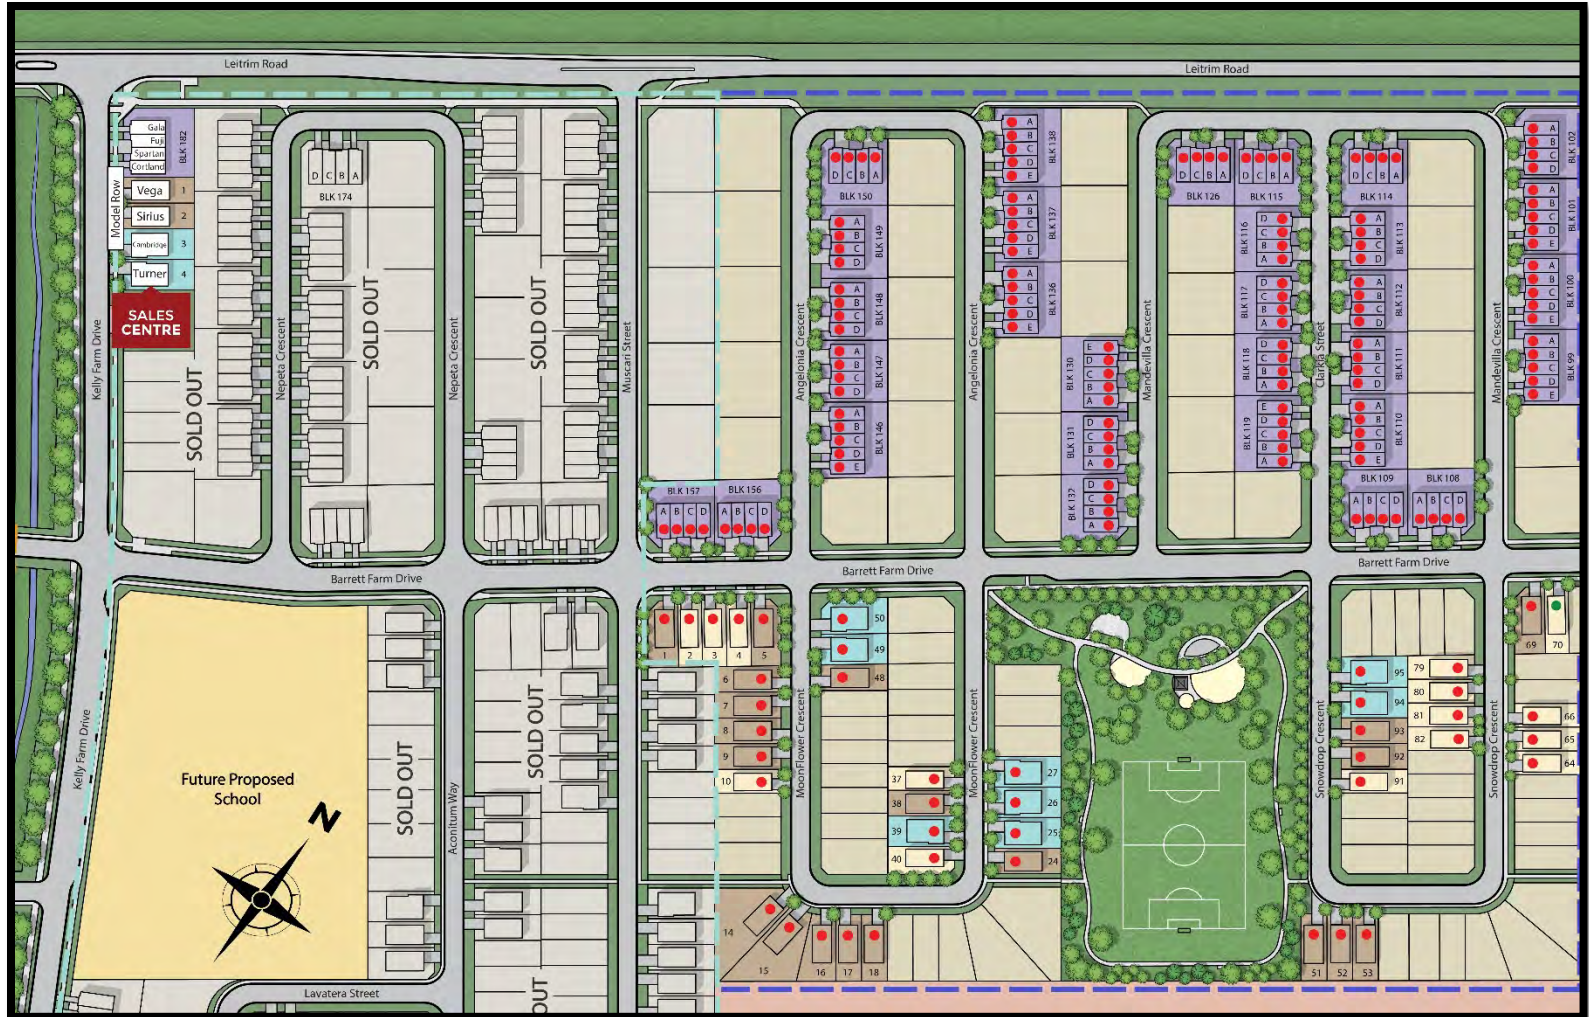 Leitrim Road
Leitrim Road
Gala
Fuji
Spartan
Cortland
BLK 182
Vega 1
Sirius 2
Cambridge 3
Turner 4
Model Row
SALES
CENTRE
Kelly Farm Drive
SOLD OUT
Nepeta Crescent
D C B A
BLK 174
SOLD OUT
Nepeta Crescent
SOLD OUT
Muscari Street
BLK 157
A B C D
BLK 156
A B C D
Angelonia Crescent
D C B A
BLK 150
A
B
C
D
BLK 149
A
B
C
D
BLK 148
A
B
C
D
BLK 147
A
B
C
D
E
BLK 146
Angelonia Crescent
A
B
C
D
E
BLK 138
A
B
C
D
E
BLK 137
A
B
C
D
E
BLK 136
E
D
C
B
A
BLK 130
D
C
B
A
BLK 131
D
C
B
A
BLK 132
Mandevilla Crescent
D C B A
BLK 126
D C B A
BLK 115
D
C
B
A
BLK 116
D
C
B
A
BLK 117
D
C
B
A
BLK 118
E
D
C
B
A
BLK 119
Clarkia Street
D C B A
BLK 114
A
B
C
D
BLK 113
A
B
C
D
BLK 112
A
B
C
D
BLK 111
A
B
C
D
E
BLK 110
BLK 109
A B C D
BLK 108
A B C D
Mandevilla Crescent
A
B
C
D
BLK 102
A
B
C
D
E
BLK 101
A
B
C
D
E
BLK 100
A
B
C
D
E
BLK 99
Barrett Farm Drive
Barrett Farm Drive
Barrett Farm Drive
Kelly Farm Drive
Future Proposed
School
N
SOLD OUT
Aconitum Way
SOLD OUT
OUT
Lavatera Street
1 2 3 4 5
6
7
8
9
10
14
15
16 17 18
MoonFlower Crescent
50
49
48
37
38
39
40
MoonFlower Crescent
27
26
25
24
Snowdrop Crescent
95
94
93
92
91
79
80
81
82
Snowdrop Crescent
51 52 53
69 70
66
65
64